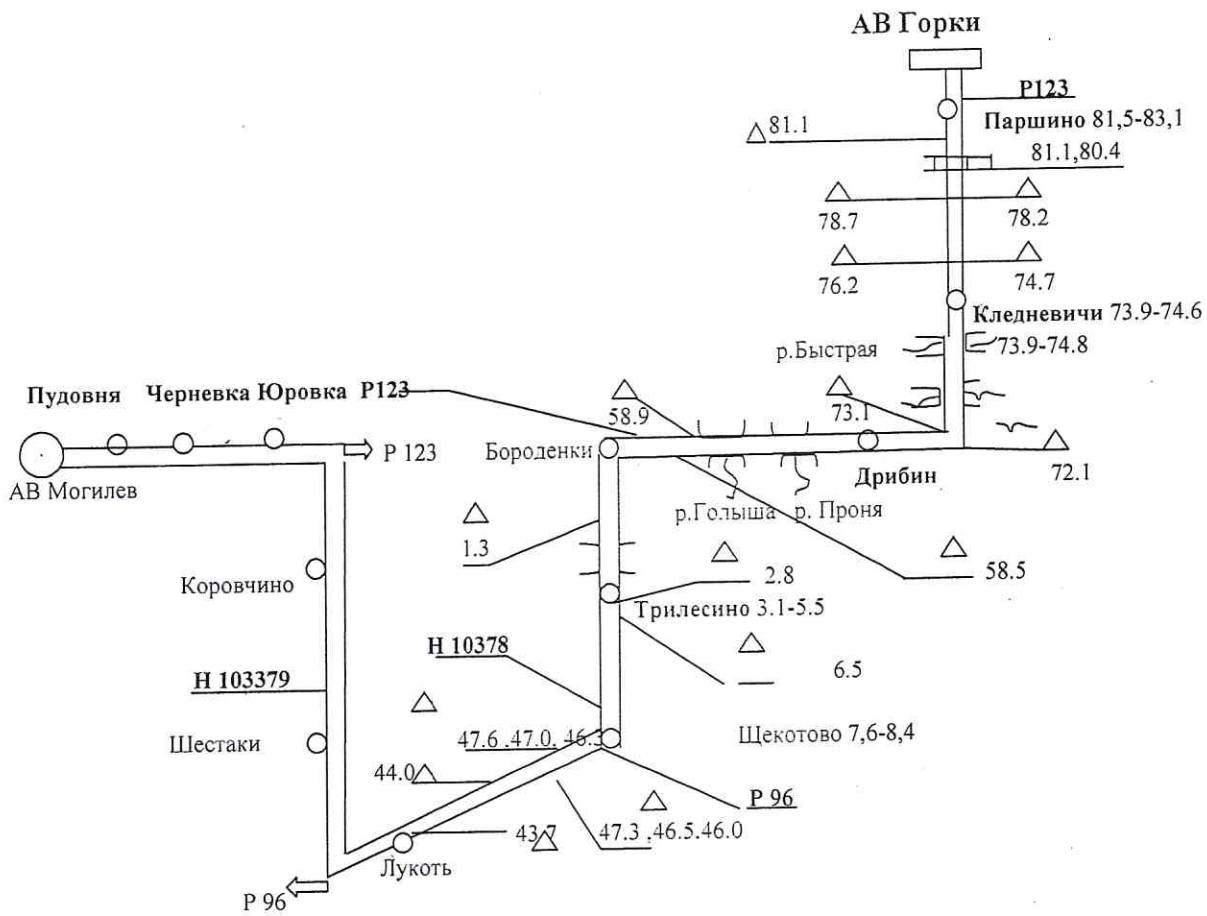 АВ Горки
Р123
Паршино 81,5-83,1
81.1
81.1,80.4
78.7
78.2
76.2
74.7
Кледневичи 73.9-74.6
73.9-74.8
р.Быстрая
Пудовня Черневка Юровка Р123
58.9
73.1
Р 123
Бороденки
АВ Могилев
Дрибин
72.1
р.Голыша р. Проня
1.3
58.5
2.8
Коровчино
Трилесино 3.1-5.5
Н 10378
6.5
Н 103379
Шестаки
47.6 .47.0, 46.3
Щекотово 7,6-8,4
44.0
Р 96
43.7
47.3 ,46.5.46.0
Лукоть
Р 96